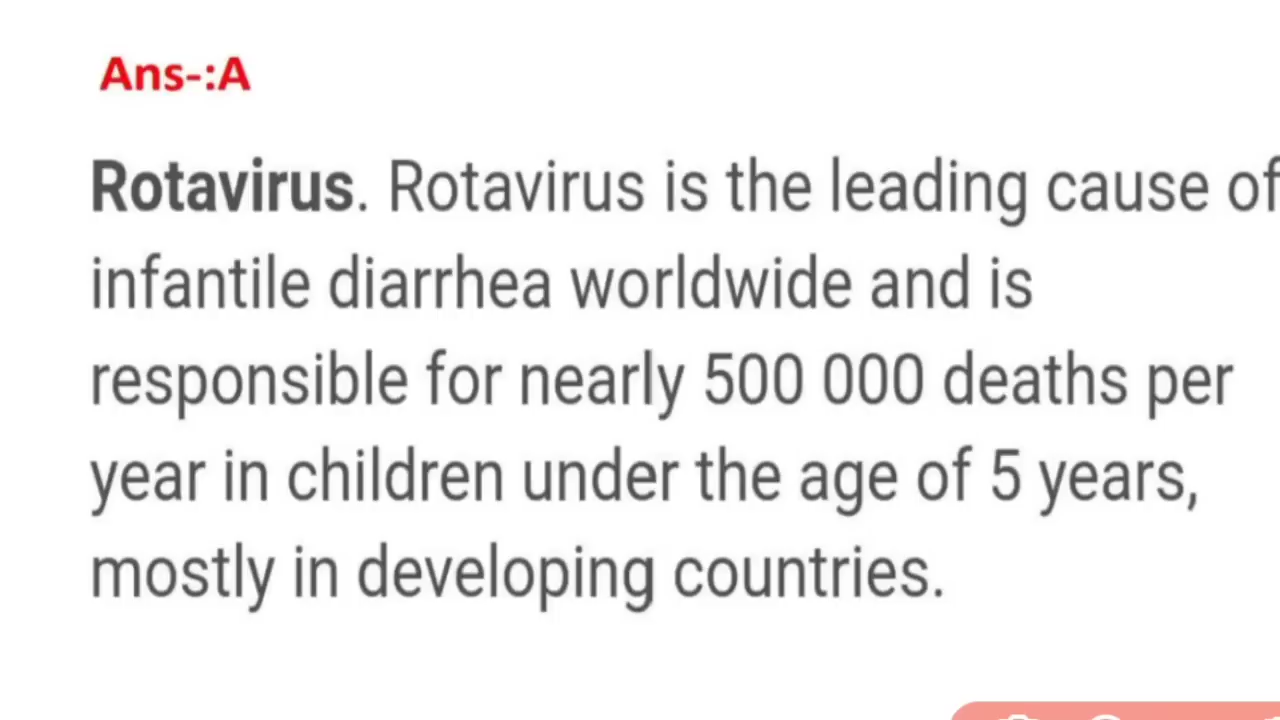 Ans-:A
Rotavirus. Rotavirus is the leading cause of
infantile diarrhea worldwide and is
responsible for nearly 500 000 deaths per
year in children under the age of 5 years,
mostly in developing countries.